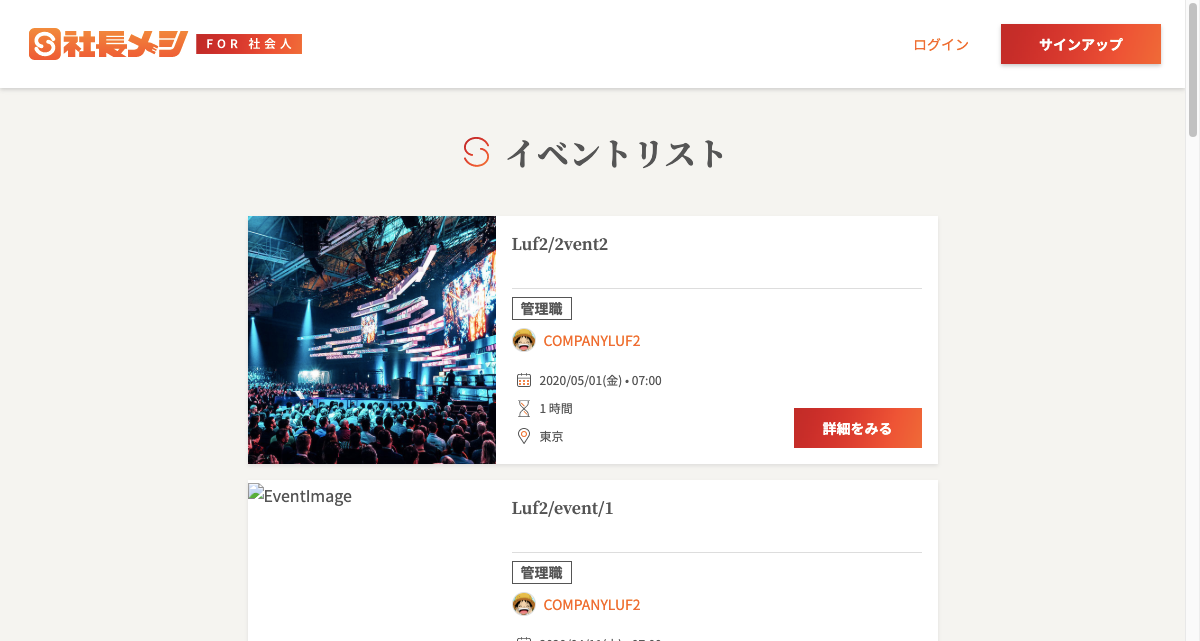 社長メシ FOR 社会人
ログイン
サインアップ
イベントリスト
Luf2/2vent2
管理職
COMPANYLUF2
2020/05/01(金) • 07:00
1 時間
東京
詳細をみる
EventImage
Luf2/event/1
管理職
COMPANYLUF2